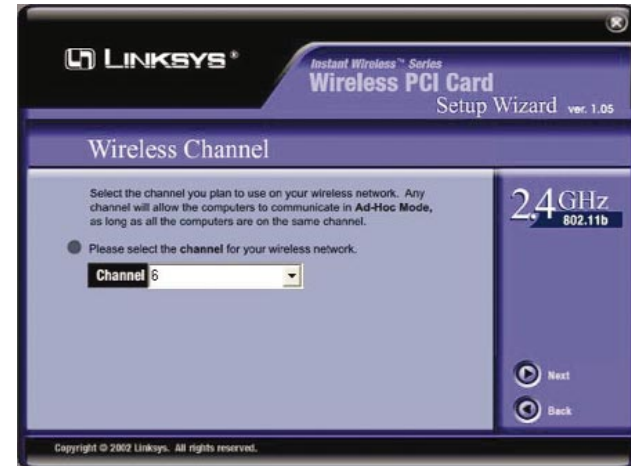 LINKSYS®
Instant Wireless™ Series
Wireless PCI Card
Setup Wizard ver. 1.05
Wireless Channel
Select the channel you plan to use on your wireless network. Any
channel will allow the computers to communicate in Ad-Hoc Mode,
as long as all the computers are on the same channel.
Please select the channel for your wireless network.
Channel 6
2,4 GHz
802.11b
Next
Back
Copyright © 2002 Linksys. All rights reserved.